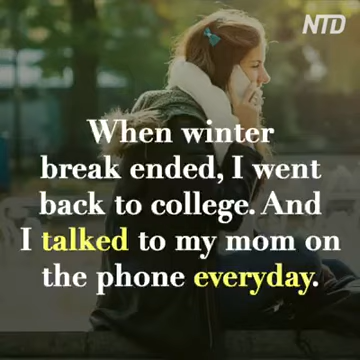 NTD
When winter
break ended, I went
back to college. And
I talked to my mom on
the phone everyday.